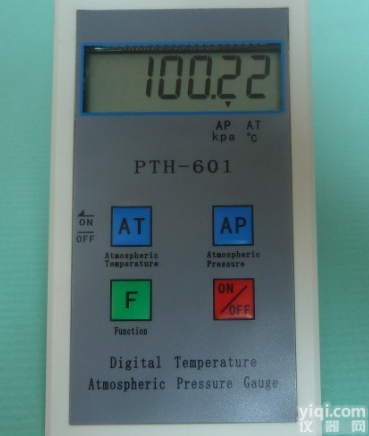 100.22
AP AT
kpa ℃
PTH-601
ON
OFF
AT
AP
Atmospheric
Temperature
Atmospheric
Pressure
F
ON/OFF
Function
Digital Temperature
Atmospheric Pressure Gauge
yiqi.com
仪器网